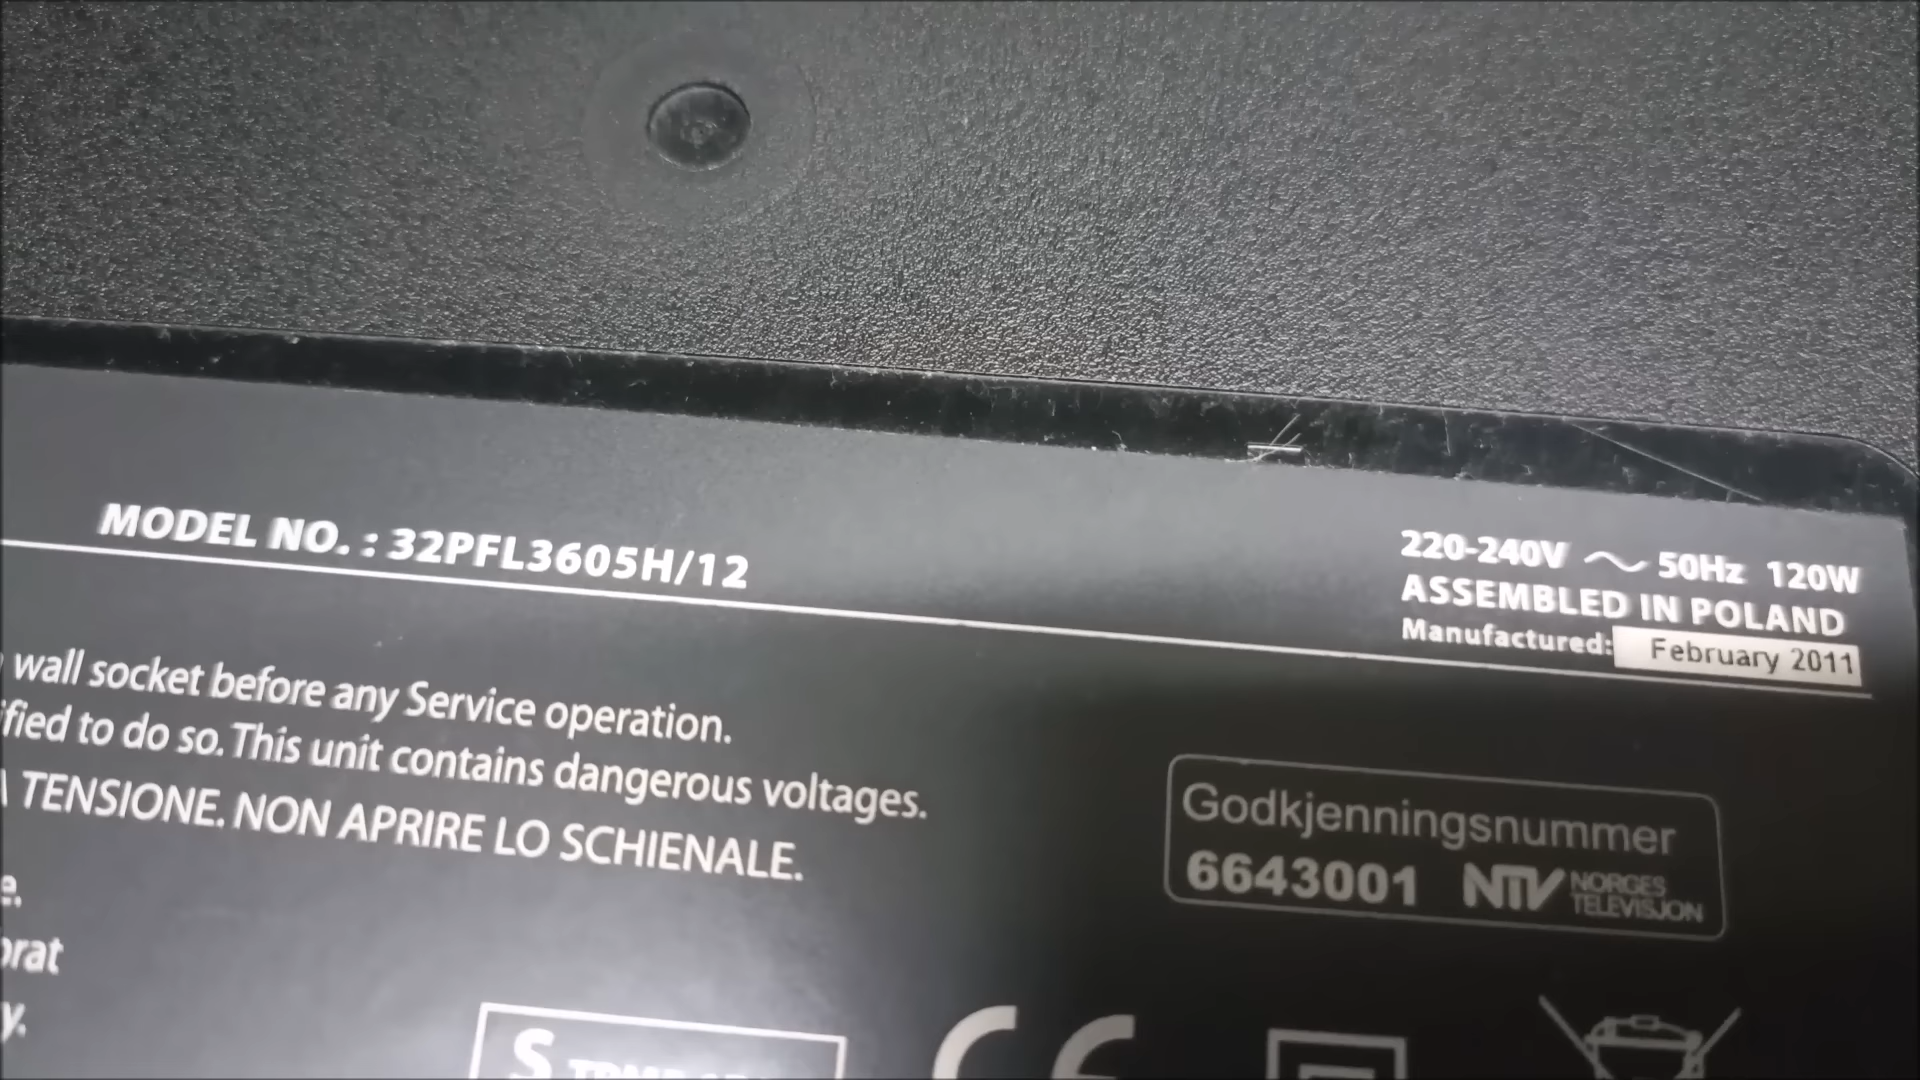 MODEL NO. : 32PFL3605H/12
220-240V ~ 50Hz 120W
ASSEMBLED IN POLAND
Manufactured: February 2011
wall socket before any Service operation.
to do so. This unit contains dangerous voltages.
TENSIONE. NON APRIRE LO SCHIENALE.
Godkjenningsnummer
6643001 NTV NORGES
TELEVISJON
S
CE